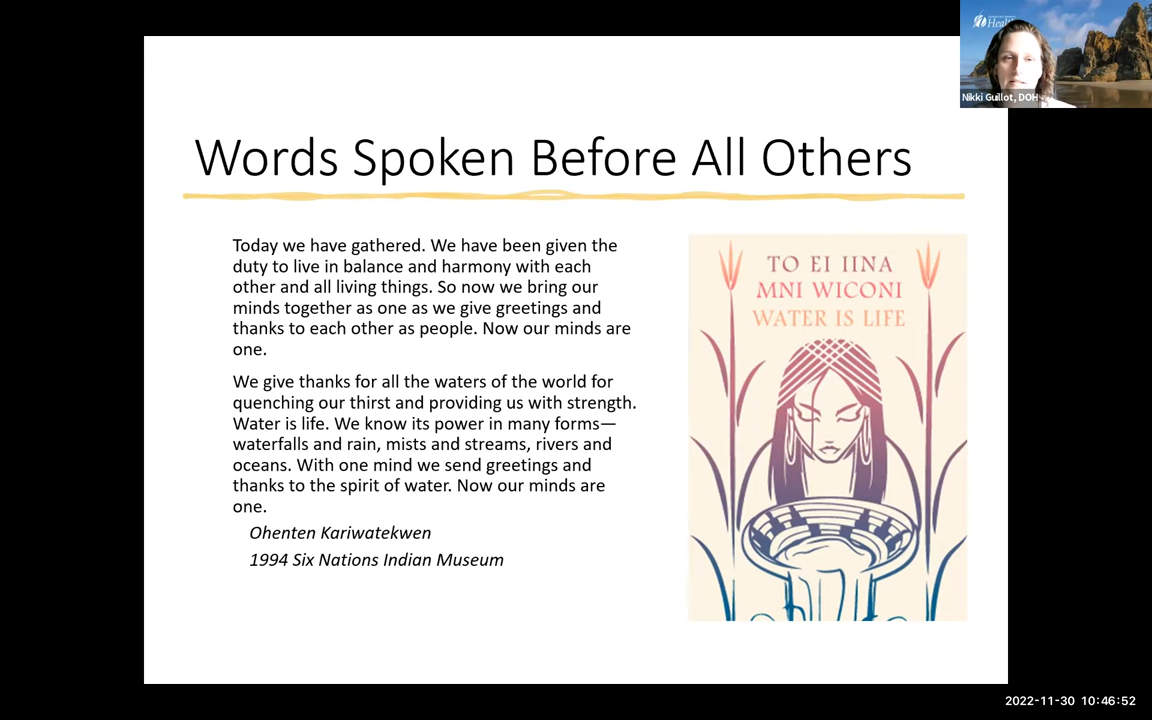 Words Spoken Before All Others
Today we have gathered. We have been given the
duty to live in balance and harmony with each
other and all living things. So now we bring our
minds together as one as we give greetings and
thanks to each other as people. Now our minds are
one.
We give thanks for all the waters of the world for
quenching our thirst and providing us with strength.
Water is life. We know its power in many forms—
waterfalls and rain, mists and streams, rivers and
oceans. With one mind we send greetings and
thanks to the spirit of water. Now our minds are
one.
Ohenten Kariwatekwen
1994 Six Nations Indian Museum
TO EI IINA
MNI WICONI
WATER IS LIFE
Nikki Guillot, DOH
2022-11-30 10:46:52